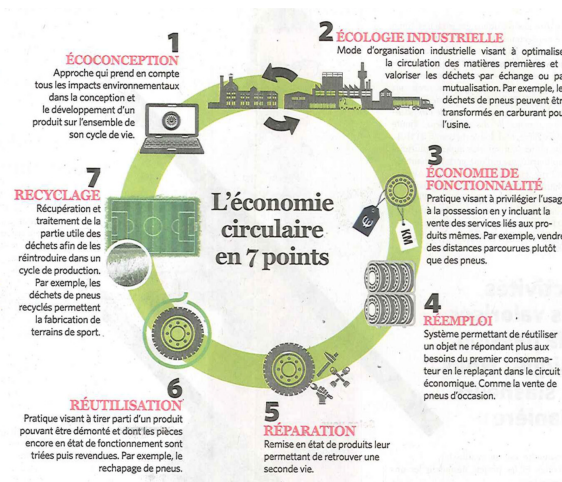 1
ÉCOCONCEPTION
Approche qui prend en compte
tous les impacts environnementaux
dans la conception et
le développement d'un
produit sur l'ensemble de
son cycle de vie.
2 ÉCOLOGIE INDUSTRIELLE
Mode d'organisation industrielle visant à optimise
la circulation des matières premières et
valoriser les déchets par échange ou pa
mutualisation. Par exemple, le
déchets de pneus peuvent êtr
transformés en carburant pou
l'usine.
3
ÉCONOMIE DE
FONCTIONNALITÉ
Pratique visant à privilégier l'usag
à la possession en y incluant la
vente des services liés aux pro-
duits mêmes. Par exemple, vendre
des distances parcourues plutôt
que des pneus.
€
KM
4
RÉEMPLOI
Système permettant de réutiliser
un objet ne répondant plus aux
besoins du premier consomma-
teur en le replaçant dans le circuit
économique. Comme la vente de
pneus d'occasion.
5
RÉPARATION
Remise en état de produits leur
permettant de retrouver une
seconde vie.
6
RÉUTILISATION
Pratique visant à tirer parti d'un produit
pouvant être démonté et dont les pièces
encore en état de fonctionnement sont
triées puis revendues. Par exemple, le
rechapage de pneus.
7
RECYCLAGE
Récupération et
traitement de la
partie utile des
déchets afin de les
réintroduire dans un
cycle de production.
Par exemple, les
déchets de pneus
recyclés permettent
la fabrication de
terrains de sport.
L'économie
circulaire
en 7 points